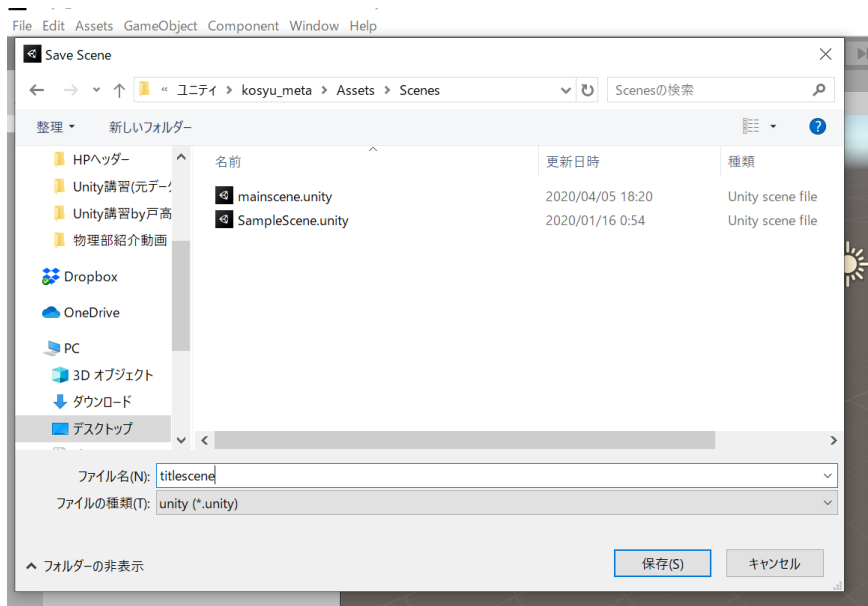 File Edit Assets GameObject Component Window Help
Save Scene
« ユニティ > kosyu_meta > Assets > Scenes
Scenesの検索
整理
新しいフォルダー
HPヘッダー
Unity講習(元デー
Unity講習by戸高
物理部紹介動画
Dropbox
OneDrive
PC
3D オブジェクト
ダウンロード
デスクトップ
名前 更新日時 種類
mainscene.unity 2020/04/05 18:20 Unity scene file
SampleScene.unity 2020/01/16 0:54 Unity scene file
ファイル名(N): titlescene
ファイルの種類(T): unity (*.unity)
フォルダーの非表示
保存(S) キャンセル